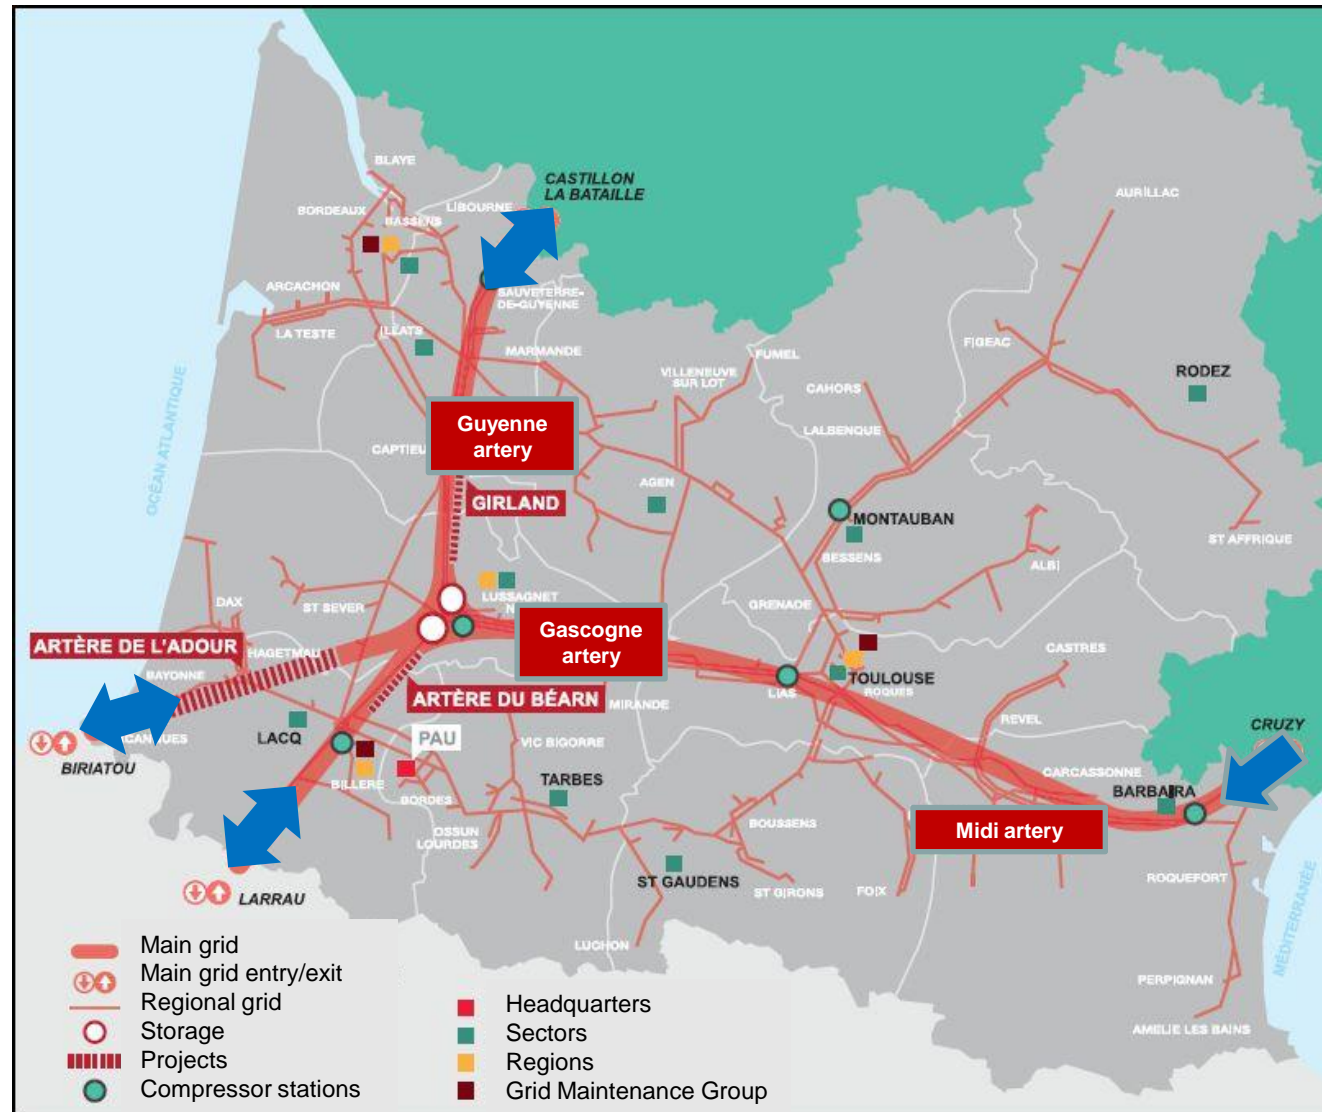 BLAYE
CASTILLON
LA BATAILLE
AURILLAC
LIBOURNE
BORDEAUX
BASSENS
ARCACHON
SAUVETERRE-
DE-GUYENNE
LA TESTE
ILLATS
MARMANDE
FUMEL
FIGEAC
VILLENEUVE
SUR LOT
CAHORS
RODEZ
OCÉAN ATLANTIQUE
Guyenne
artery
LALBENQUE
CAPTIEU
AGEN
GIRLAND
MONTAUBAN
ST AFFRIQUE
BESSENS
ALBI
LUSSAGNET
N
DAX
ST SEVER
GRENADE
Gascogne
artery
ARTÈRE DE L'ADOUR
HAGETMAU
CASTRES
BAYONNE
TOULOUSE
LIAS
ROQUES
ARTÈRE DU BÉARN
MIRANDE
REVEL
CRUZY
LACQ
PAU
VIC BIGORRE
BIRIATOU
CARCASSONNE
BARBAIRA
BILLERE
TARBES
BORDES
BOUSSENS
Midi artery
OSSUN
LOURDES
ST GAUDENS
ST GIRONS
FOIX
ROQUEFORT
LARRAU
MÉDITERRANÉE
LUCHON
PERPIGNAN
AMELIE LES BAINS
Main grid
Main grid entry/exit
Regional grid
Storage
Projects
Compressor stations
Headquarters
Sectors
Regions
Grid Maintenance Group